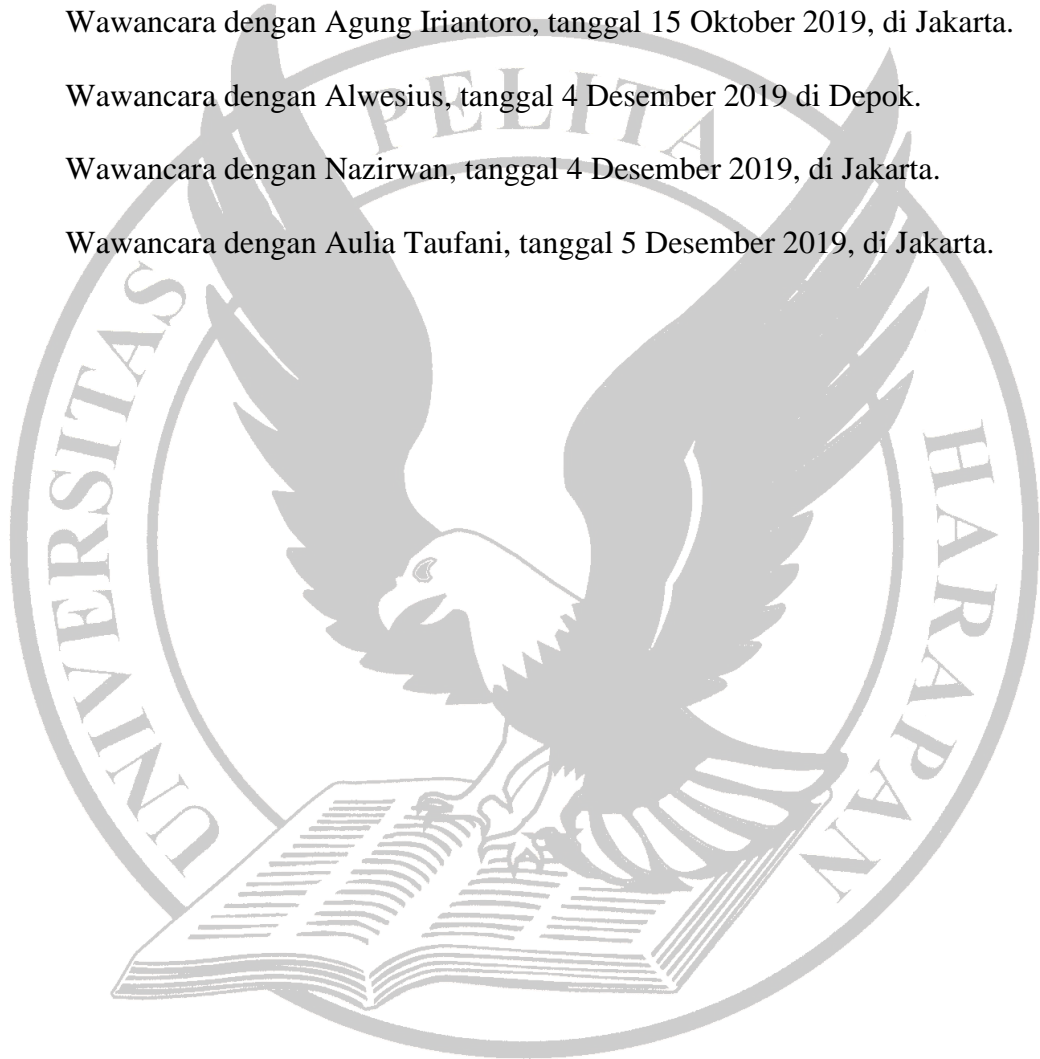 Wawancara dengan Agung Iriantoro, tanggal 15 Oktober 2019, di Jakarta.
Wawancara dengan Alwesius, tanggal 4 Desember 2019 di Depok.
Wawancara dengan Nazirwan, tanggal 4 Desember 2019, di Jakarta.
Wawancara dengan Aulia Taufani, tanggal 5 Desember 2019, di Jakarta.
UNIVERSITAS PELITA HARAPAN